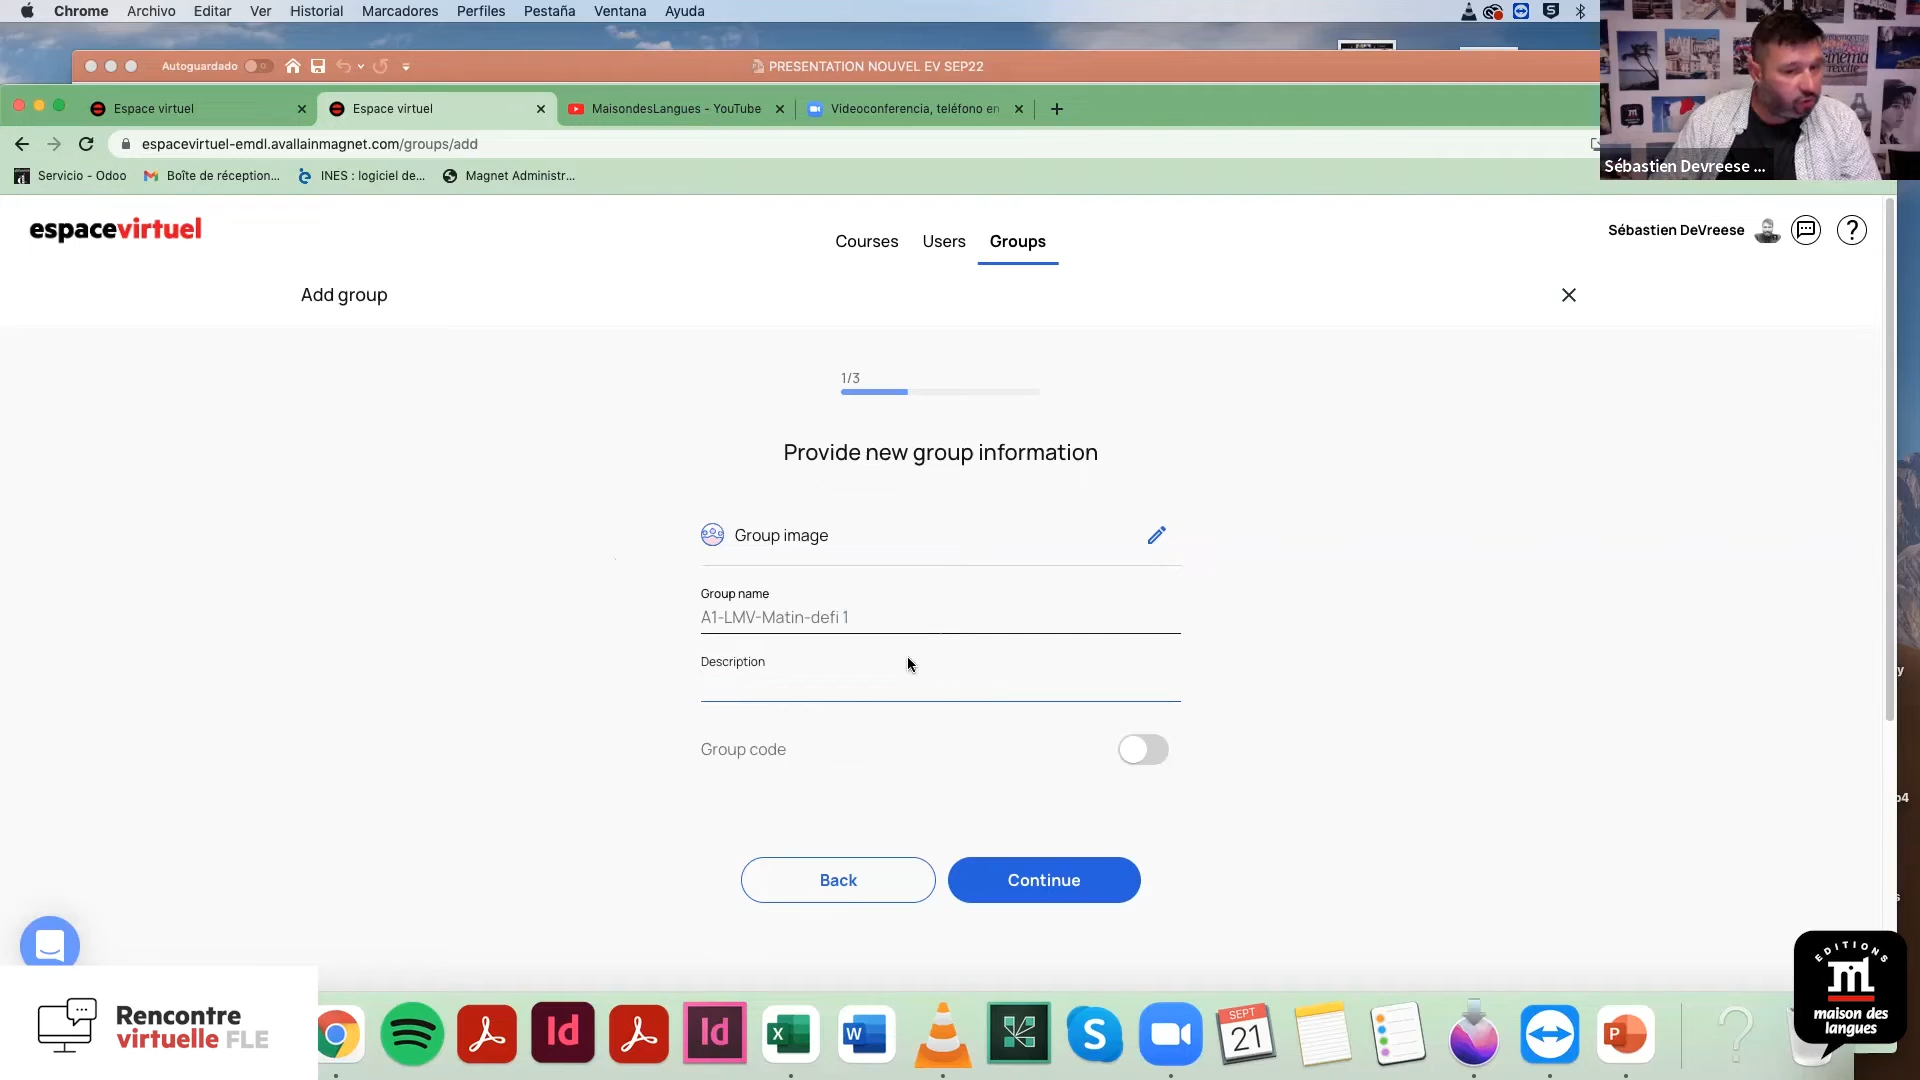 Chrome Archivo Editar Ver Historial Marcadores Perfiles Pestaña Ventana Ayuda
Autoguardado
PRESENTATION NOUVEL EV SEP22
Espace virtuel
Espace virtuel
MaisondesLangues - YouTube
Videoconferencia, teléfono en
espacevirtuel-emdl.avallainmagnet.com/groups/add
Servicio - Odoo
Boîte de réception...
INES : logiciel de...
Magnet Administr...
Sébastien Devreese ...
espacevirtuel
Courses Users Groups
Sébastien DeVreese
?
Add group
1/3
Provide new group information
Group image
Group name
A1-LMV-Matin-defi 1
Description
Group code
Back
Continue
Rencontre
virtuelle FLE
Id
Id
X
W
S
SEPT
21
P
?
EDITIONS
maison des
langues